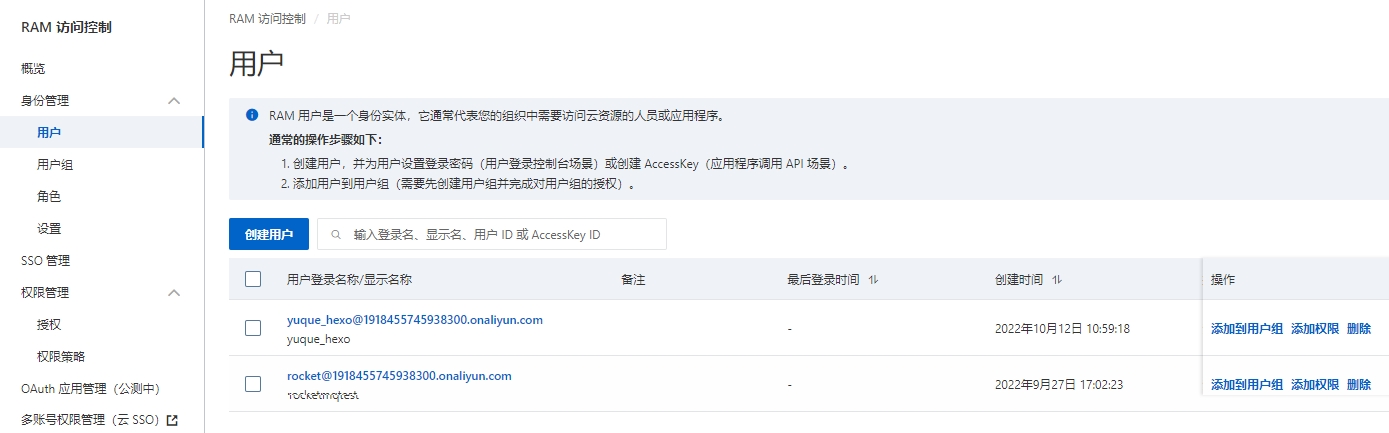 RAM 访问控制
概览
身份管理
用户
用户组
角色
设置
SSO 管理
权限管理
授权
权限策略
OAuth 应用管理（公测中）
多账号权限管理（云 SSO）
RAM 访问控制 / 用户
用户
RAM 用户是一个身份实体，它通常代表您的组织中需要访问云资源的人员或应用程序。
通常的操作步骤如下：
1. 创建用户，并为用户设置登录密码（用户登录控制台场景）或创建 AccessKey（应用程序调用 API 场景）。
2. 添加用户到用户组（需要先创建用户组并完成对用户组的授权）。
创建用户 输入登录名、显示名、用户 ID 或 AccessKey ID
用户登录名称/显示名称 备注 最后登录时间 创建时间 操作
yuque_hexo@1918455745938300.onaliyun.com
yuque_hexo
- 2022年10月12日 10:59:18 添加到用户组 添加权限 删除
rocket@1918455745938300.onaliyun.com
rocketmqtest
- 2022年9月27日 17:02:23 添加到用户组 添加权限 删除